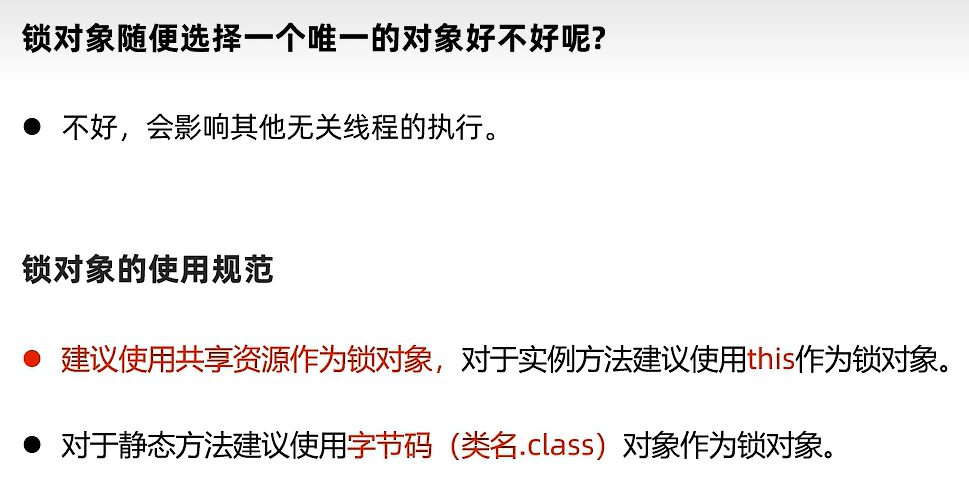 锁对象随便选择一个唯一的对象好不好呢?
● 不好，会影响其他无关线程的执行。
锁对象的使用规范
● 建议使用共享资源作为锁对象，对于实例方法建议使用this作为锁对象。
● 对于静态方法建议使用字节码（类名.class）对象作为锁对象。